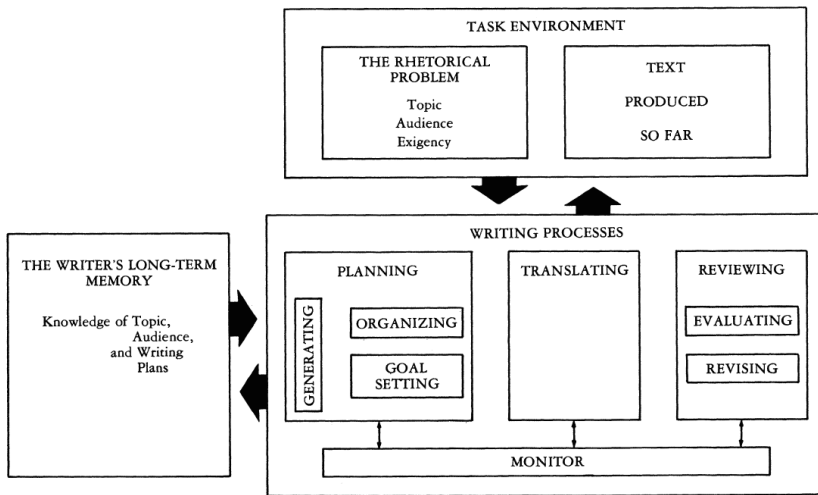 TASK ENVIRONMENT
THE RHETORICAL
PROBLEM
Topic
Audience
Exigency
TEXT
PRODUCED
SO FAR
THE WRITER'S LONG-TERM
MEMORY
Knowledge of Topic,
Audience,
and Writing
Plans
WRITING PROCESSES
PLANNING
GENERATING
ORGANIZING
GOAL
SETTING
TRANSLATING
REVIEWING
EVALUATING
REVISING
MONITOR